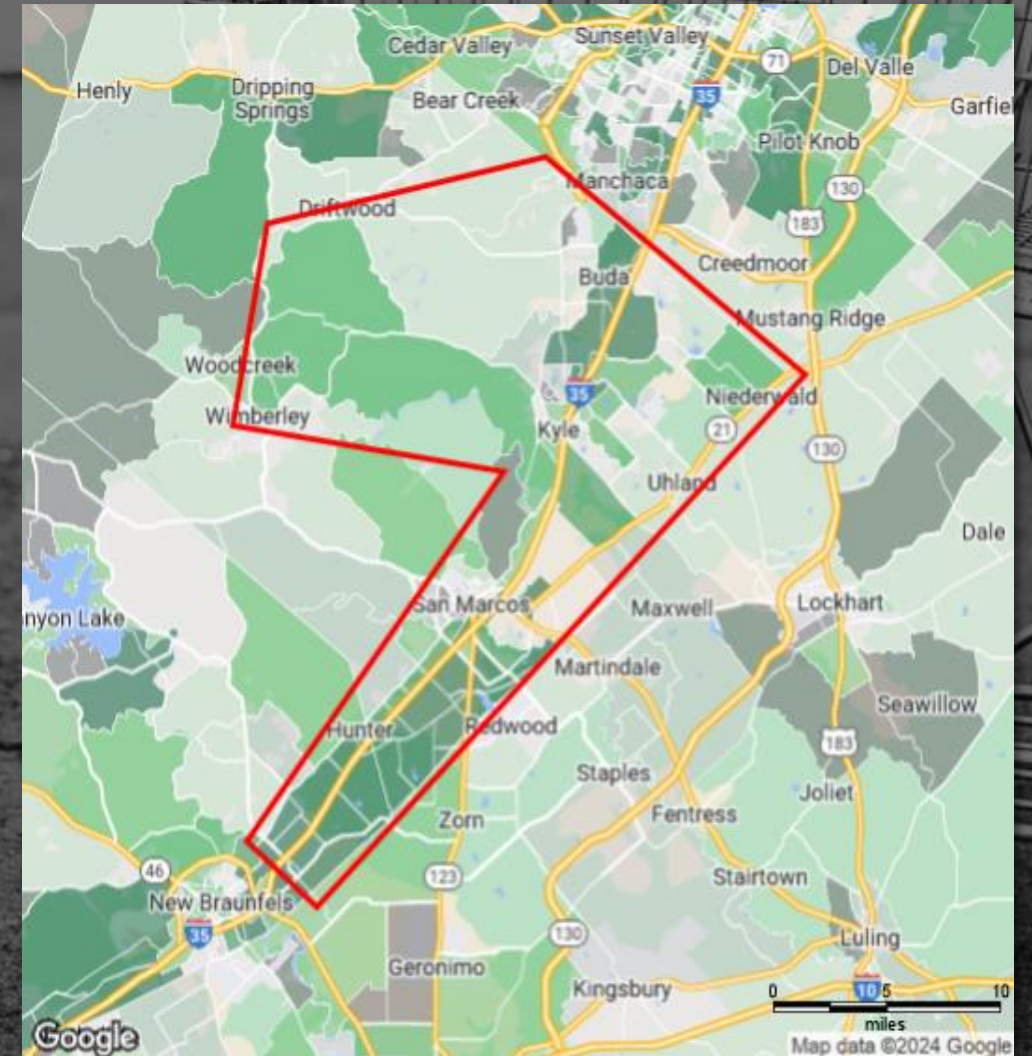 Cedar Valley
Sunset Valley
71
Del Valle
Henly
Dripping
Springs
Bear Creek
35
Garfiel
Pilot Knob
Manchaca
130
Driftwood
183
Buda
Creedmoor
Mustang Ridge
Woodcreek
35
Niederwald
Wimberley
Kyle
21
130
Uhland
Dale
San Marcos
Maxwell
Lockhart
nyon Lake
Martindale
Seawillow
Hunter
Redwood
183
Staples
Joliet
Zorn
Fentress
46
123
Stairtown
New Braunfels
35
130
Luling
Geronimo
Kingsbury
10
0 5 10
miles
Google
Map data ©2024 Google